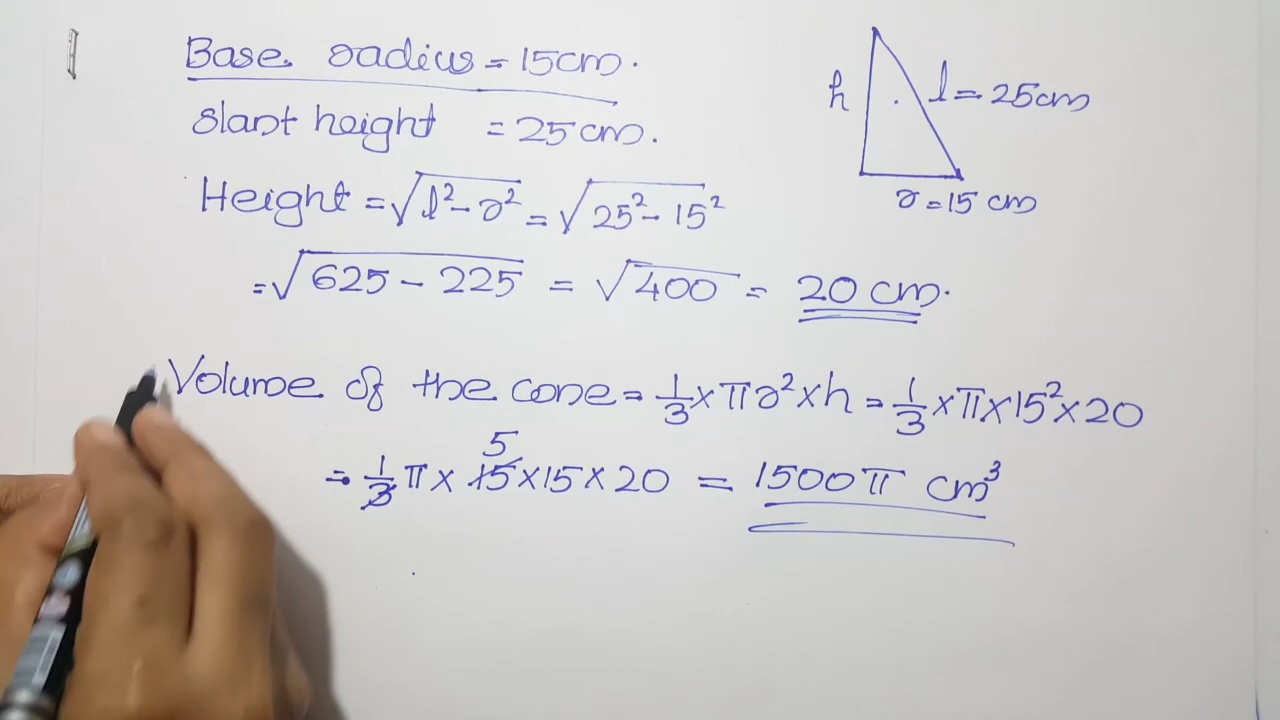 Base radius = 15cm.
slant height = 25cm.
h
l = 25cm
r = 15 cm
Height = √l²-r² = √25²-15²
= √625-225 = √400 = 20 cm.
Volume of the cone = 1/3 × πr² × h = 1/3 × π × 15² × 20
5
= 1/3 π × 15 × 15 × 20 = 1500π cm³